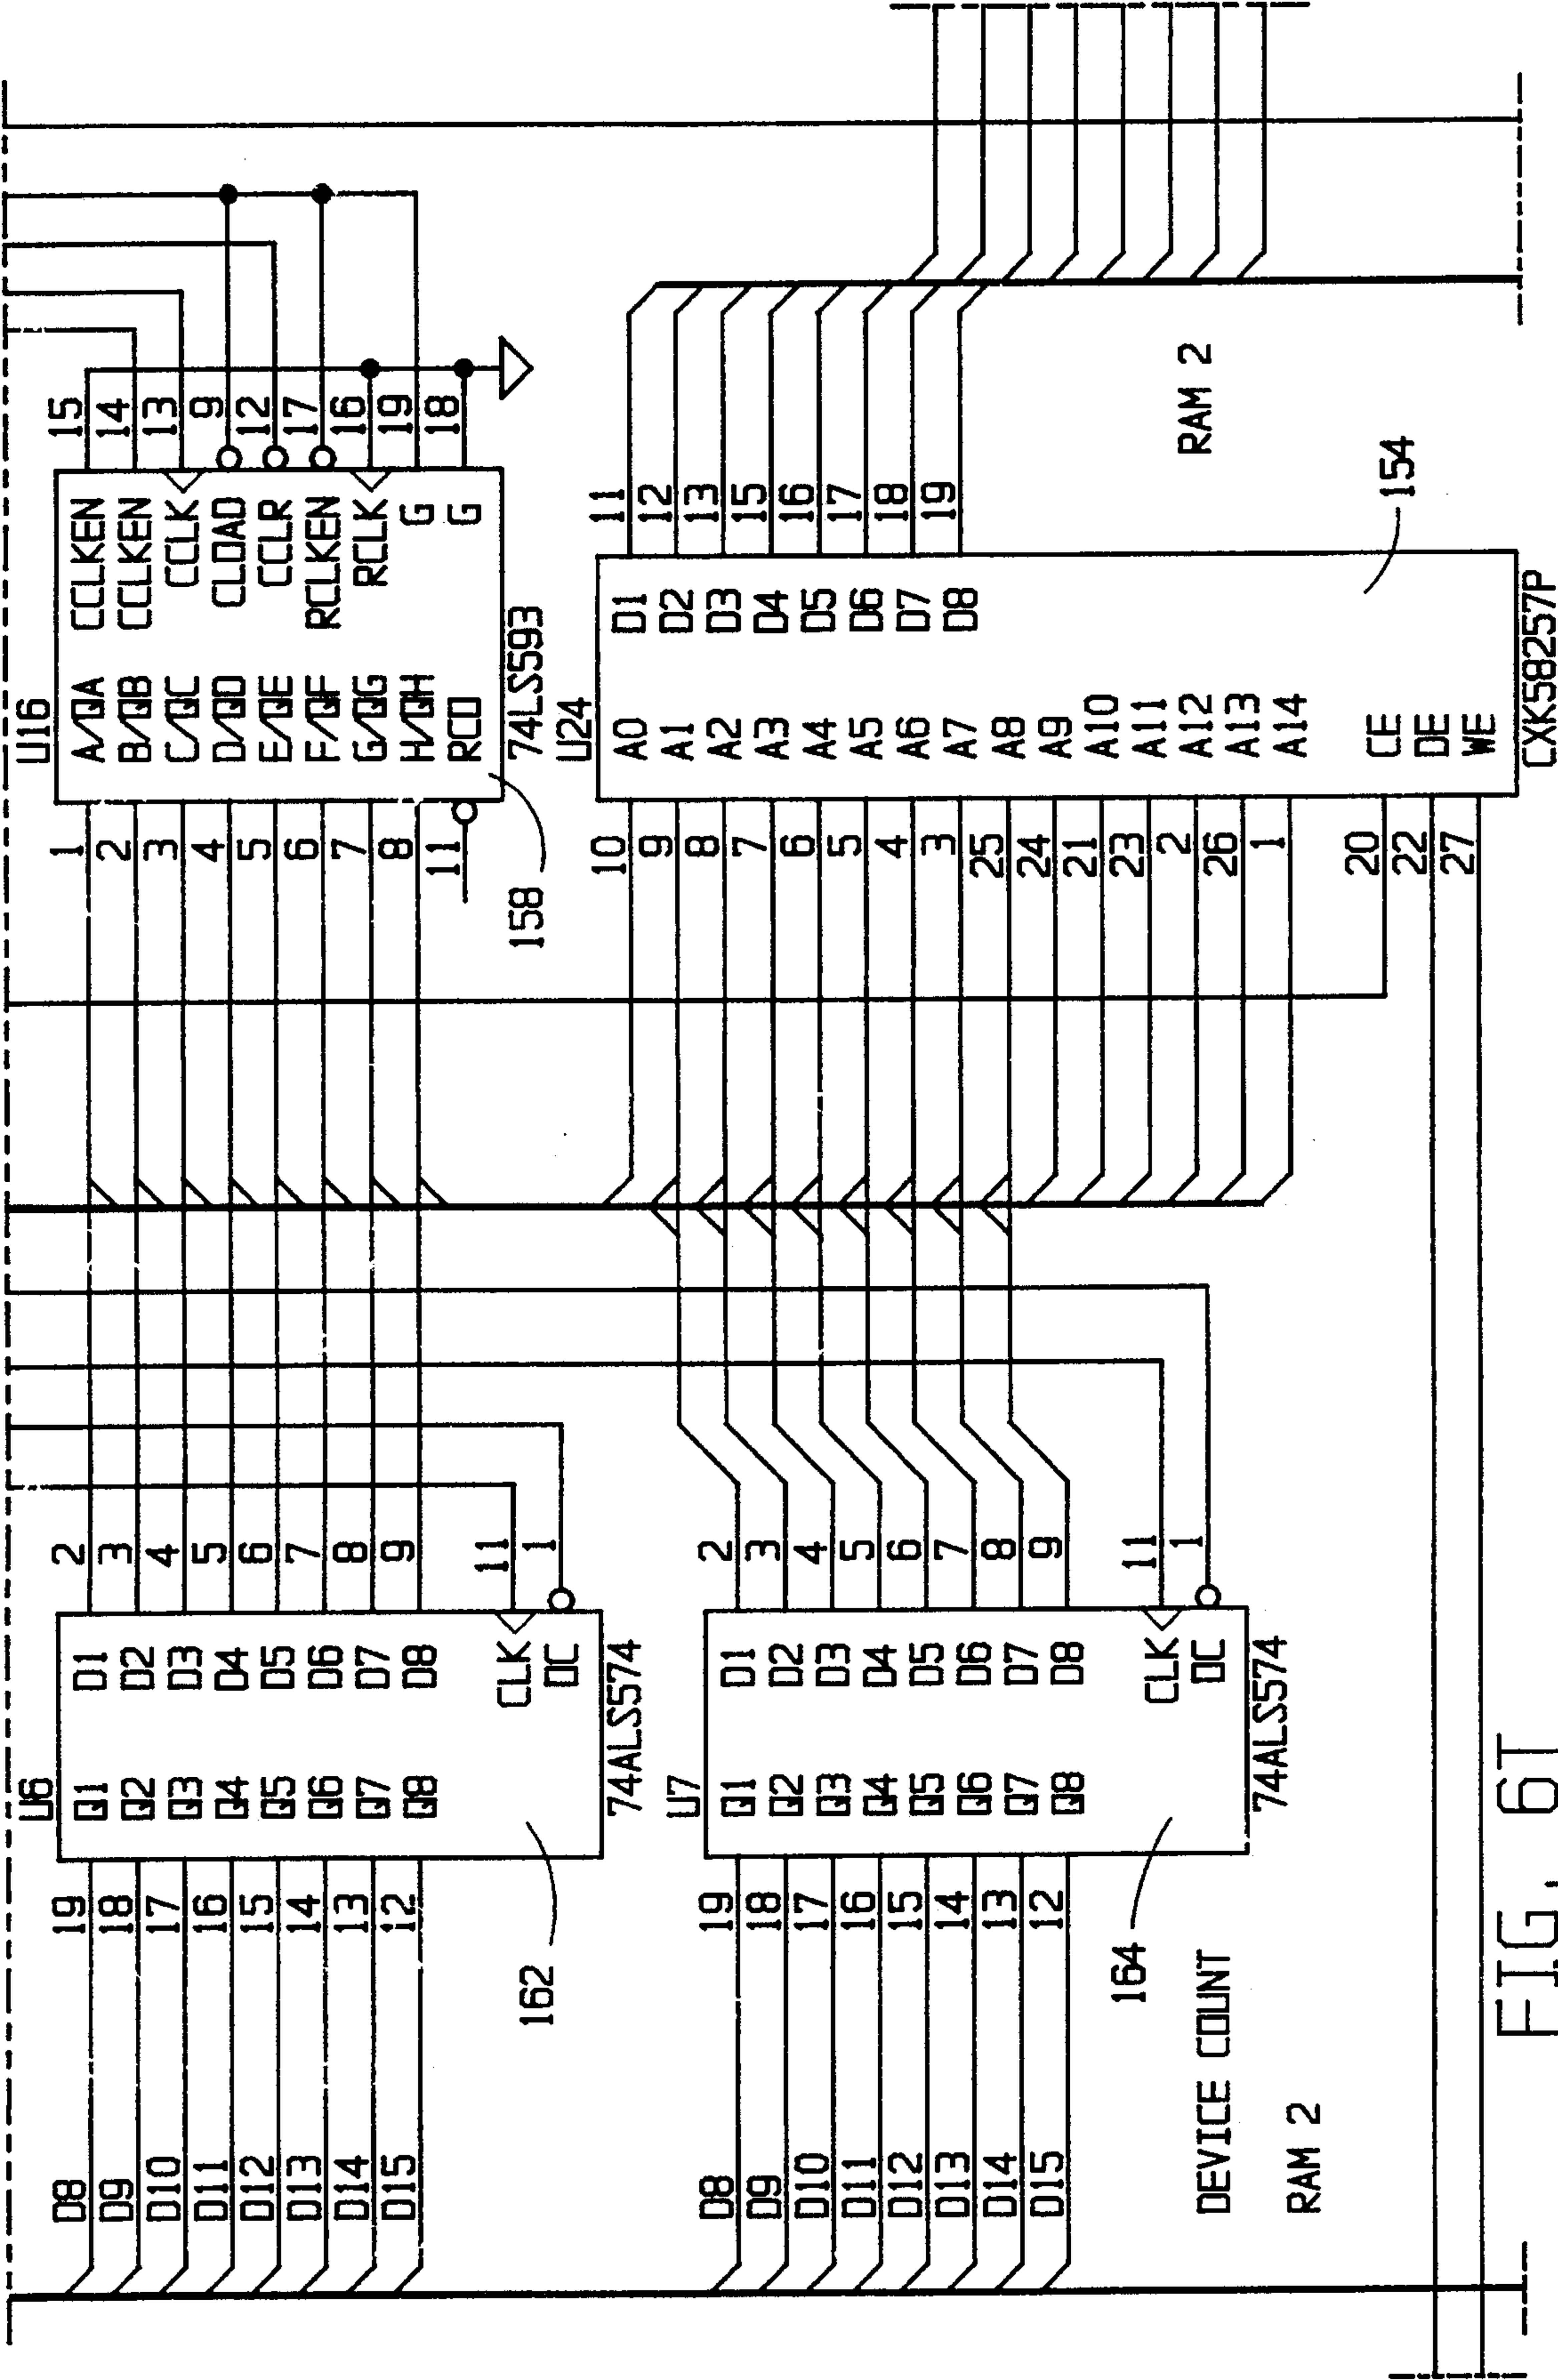 U6
Q1 D1
Q2 D2
Q3 D3
Q4 D4
Q5 D5
Q6 D6
Q7 D7
Q8 D8
CLK
OC
74ALS574
D8 19 2
D9 18 3
D10 17 4
D11 16 5
D12 15 6
D13 14 7
D14 13 8
D15 12 9
11
1
162
U16
1 A/QA CCLKEN 15
2 B/QB CCLKEN 14
3 C/QC CCLK 13
4 D/QD CLOAD 9
5 E/QE CCLR 12
6 F/QF RCLKEN 17
7 G/QG RCLK 16
8 H/QH G 19
11 RCO G 18
74LS593
158
U7
Q1 D1
Q2 D2
Q3 D3
Q4 D4
Q5 D5
Q6 D6
Q7 D7
Q8 D8
CLK
OC
74ALS574
D8 19 2
D9 18 3
D10 17 4
D11 16 5
D12 15 6
D13 14 7
D14 13 8
D15 12 9
11
1
164
DEVICE COUNT
RAM 2
U24
10 A0 D1 11
9 A1 D2 12
8 A2 D3 13
7 A3 D4 15
6 A4 D5 16
5 A5 D6 17
4 A6 D7 18
3 A7 D8 19
25 A8
24 A9
21 A10
23 A11
2 A12
26 A13
1 A14
20 CE
22 OE
27 WE
CXK58257P
RAM 2
154
FIG. 6T